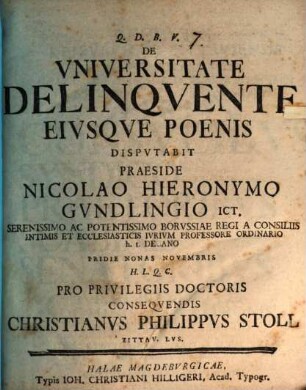 Q. D. B. V. 7.
DE
VNIVERSITATE
DELINQVENTE
EIVSQVE POENIS
DISPVTABIT
PRAESIDE
NICOLAO HIERONYMO
GVNDLINGIO ICT.
SERENISSIMO AC POTENTISSIMO BORVSSIAE REGI A CONSILIIS
INTIMIS ET ECCLESIASTICIS IVRIVM PROFESSORE ORDINARIO
h. t. DECANO
PRIDIE NONAS NOVEMBRIS
H. L. Q. C.
PRO PRIVILEGIIS DOCTORIS
CONSEQVENDIS
CHRISTIANVS PHILIPPVS STOLL
ZITTAV. LVS.
HALAE MAGDEBVRGICAE,
Typis IOH. CHRISTIANI HILLIGERI, Acad. Typogr.